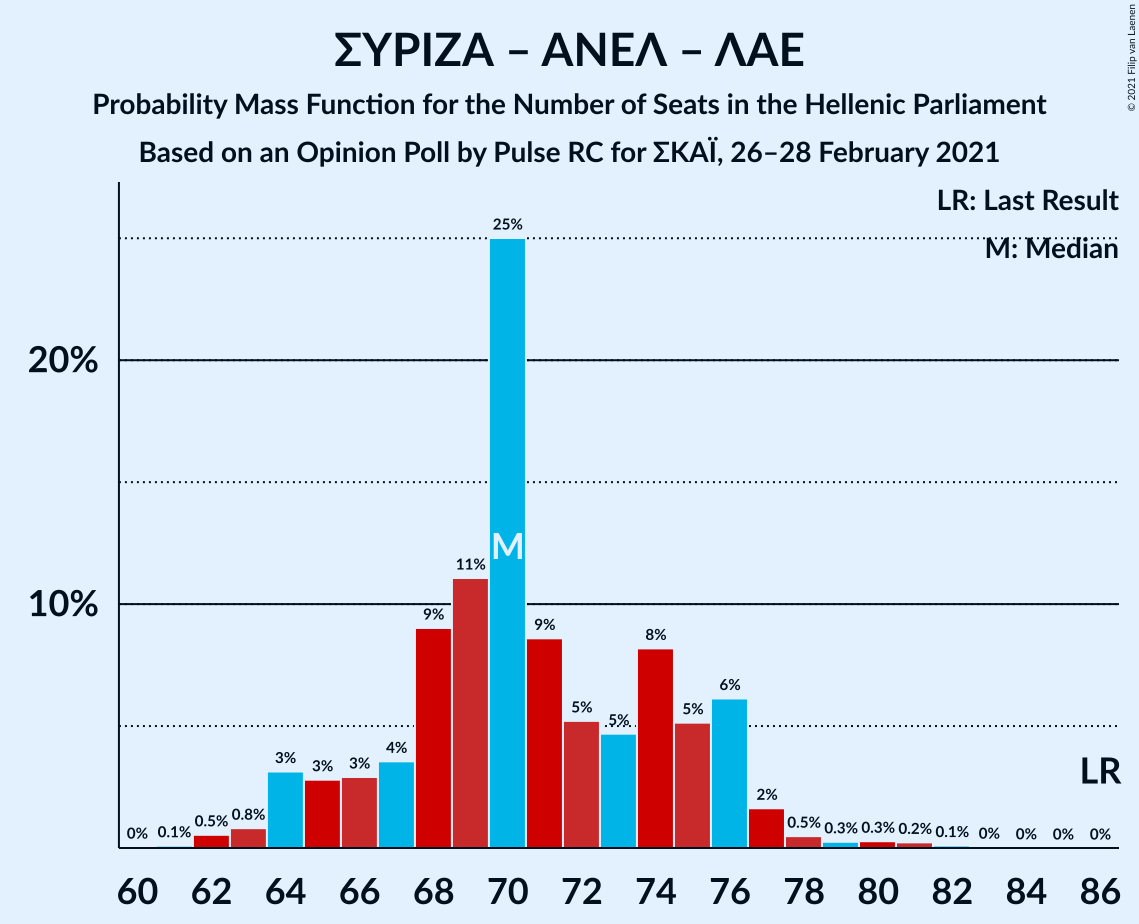 ΣΥΡΙΖΑ – ΑΝΕΛ – ΛΑΕ
Probability Mass Function for the Number of Seats in the Hellenic Parliament
Based on an Opinion Poll by Pulse RC for ΣΚΑΪ, 26–28 February 2021
© 2021 Filip van Laenen
LR: Last Result
M: Median
20%
10%
0% 0.1% 0.5% 0.8% 3% 3% 3% 4% 9% 11% 25% 9% 5% 5% 8% 5% 6% 2% 0.5% 0.3% 0.3% 0.2% 0.1% 0% 0% 0% 0%
M
LR
60 62 64 66 68 70 72 74 76 78 80 82 84 86